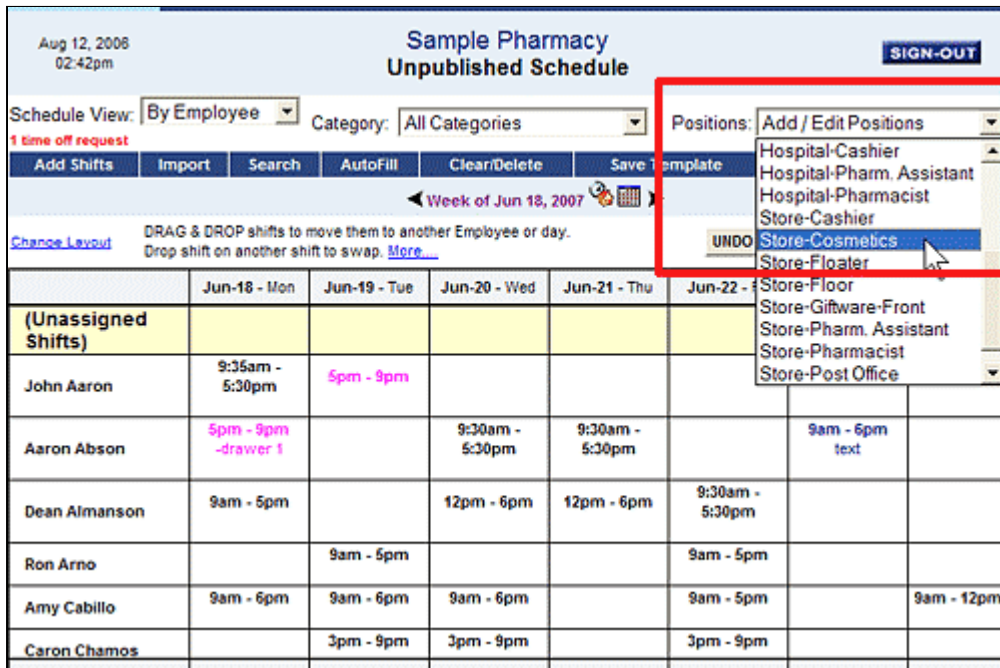 Aug 12, 2006
02:42pm
Sample Pharmacy
Unpublished Schedule
SIGN-OUT
Schedule View: By Employee
Category: All Categories
Positions: Add / Edit Positions
1 time off request
Add Shifts Import Search AutoFill Clear/Delete Save Template
Week of Jun 18, 2007
Change Layout
DRAG & DROP shifts to move them to another Employee or day.
Drop shift on another shift to swap. More....
UNDO
Hospital-Cashier
Hospital-Pharm. Assistant
Hospital-Pharmacist
Store-Cashier
Store-Cosmetics
Store-Floater
Store-Floor
Store-Giftware-Front
Store-Pharm. Assistant
Store-Pharmacist
Store-Post Office
Jun-18 - Mon Jun-19 - Tue Jun-20 - Wed Jun-21 - Thu Jun-22 -
(Unassigned
Shifts)
John Aaron
9:35am -
5:30pm
5pm - 9pm
Aaron Abson
5pm - 9pm
-drawer 1
9:30am -
5:30pm
9:30am -
5:30pm
9am - 6pm
text
Dean Almanson
9am - 5pm
12pm - 6pm
12pm - 6pm
9:30am -
5:30pm
Ron Arno
9am - 5pm
9am - 5pm
Amy Cabillo
9am - 6pm
9am - 6pm
9am - 6pm
9am - 5pm
9am - 12pm
Caron Chamos
3pm - 9pm
3pm - 9pm
3pm - 9pm